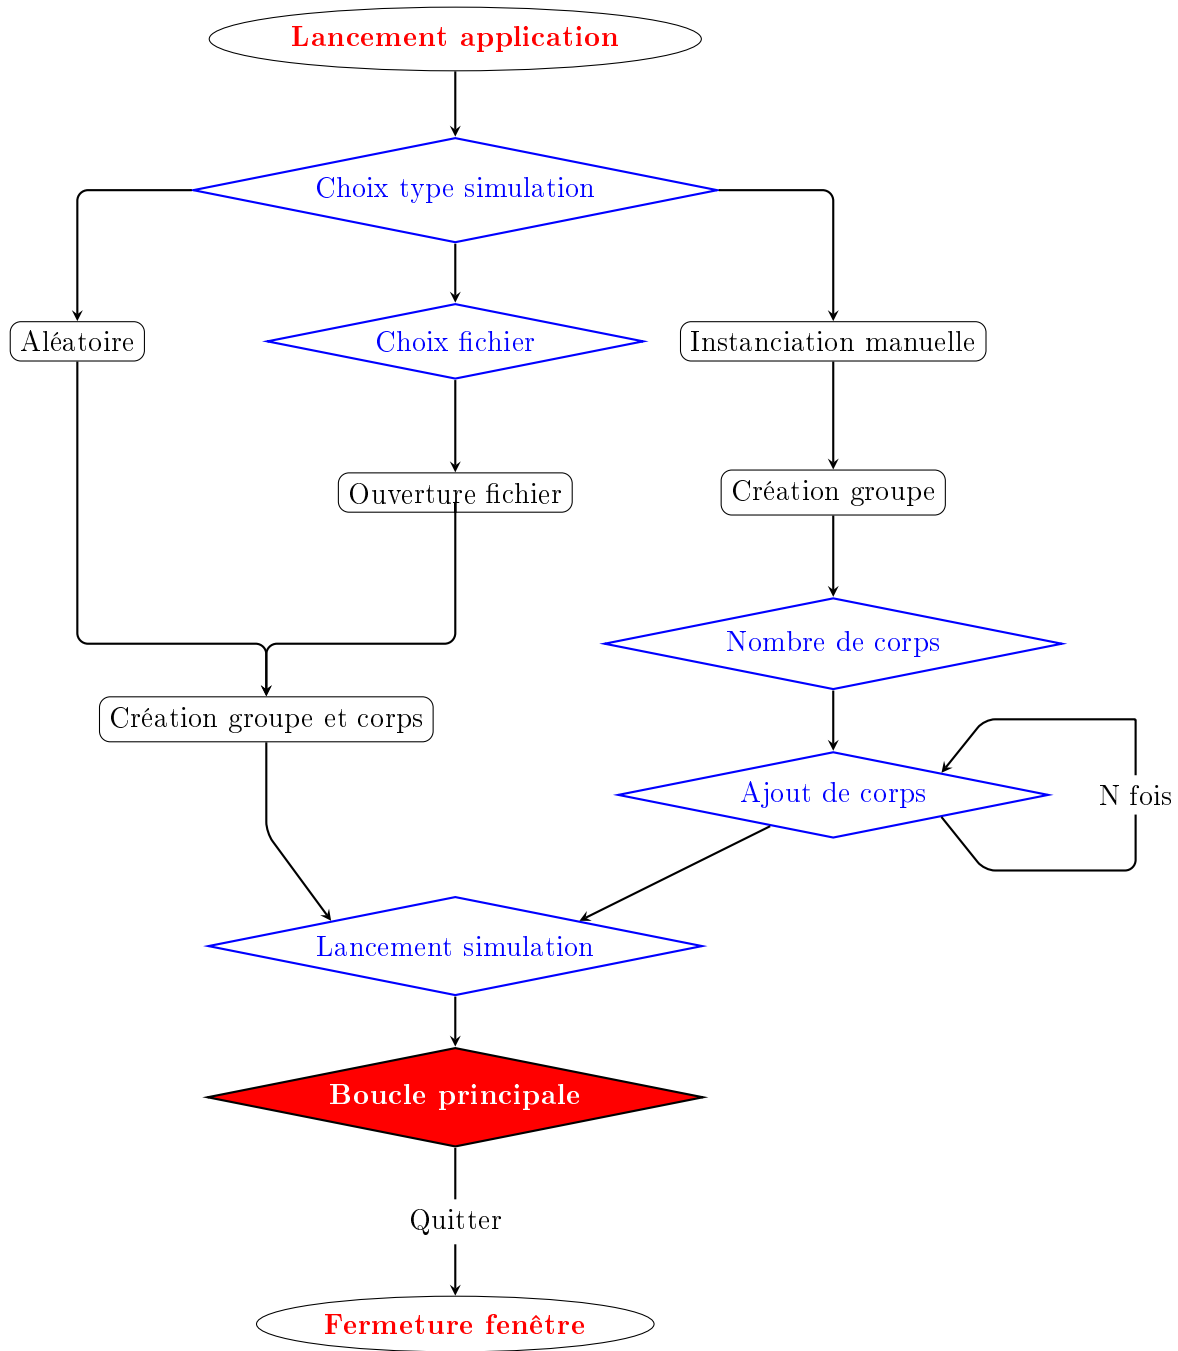 Lancement application
Choix type simulation
Aléatoire
Choix fichier
Instanciation manuelle
Ouverture fichier
Création groupe
Nombre de corps
Création groupe et corps
Ajout de corps
N fois
Lancement simulation
Boucle principale
Quitter
Fermeture fenêtre